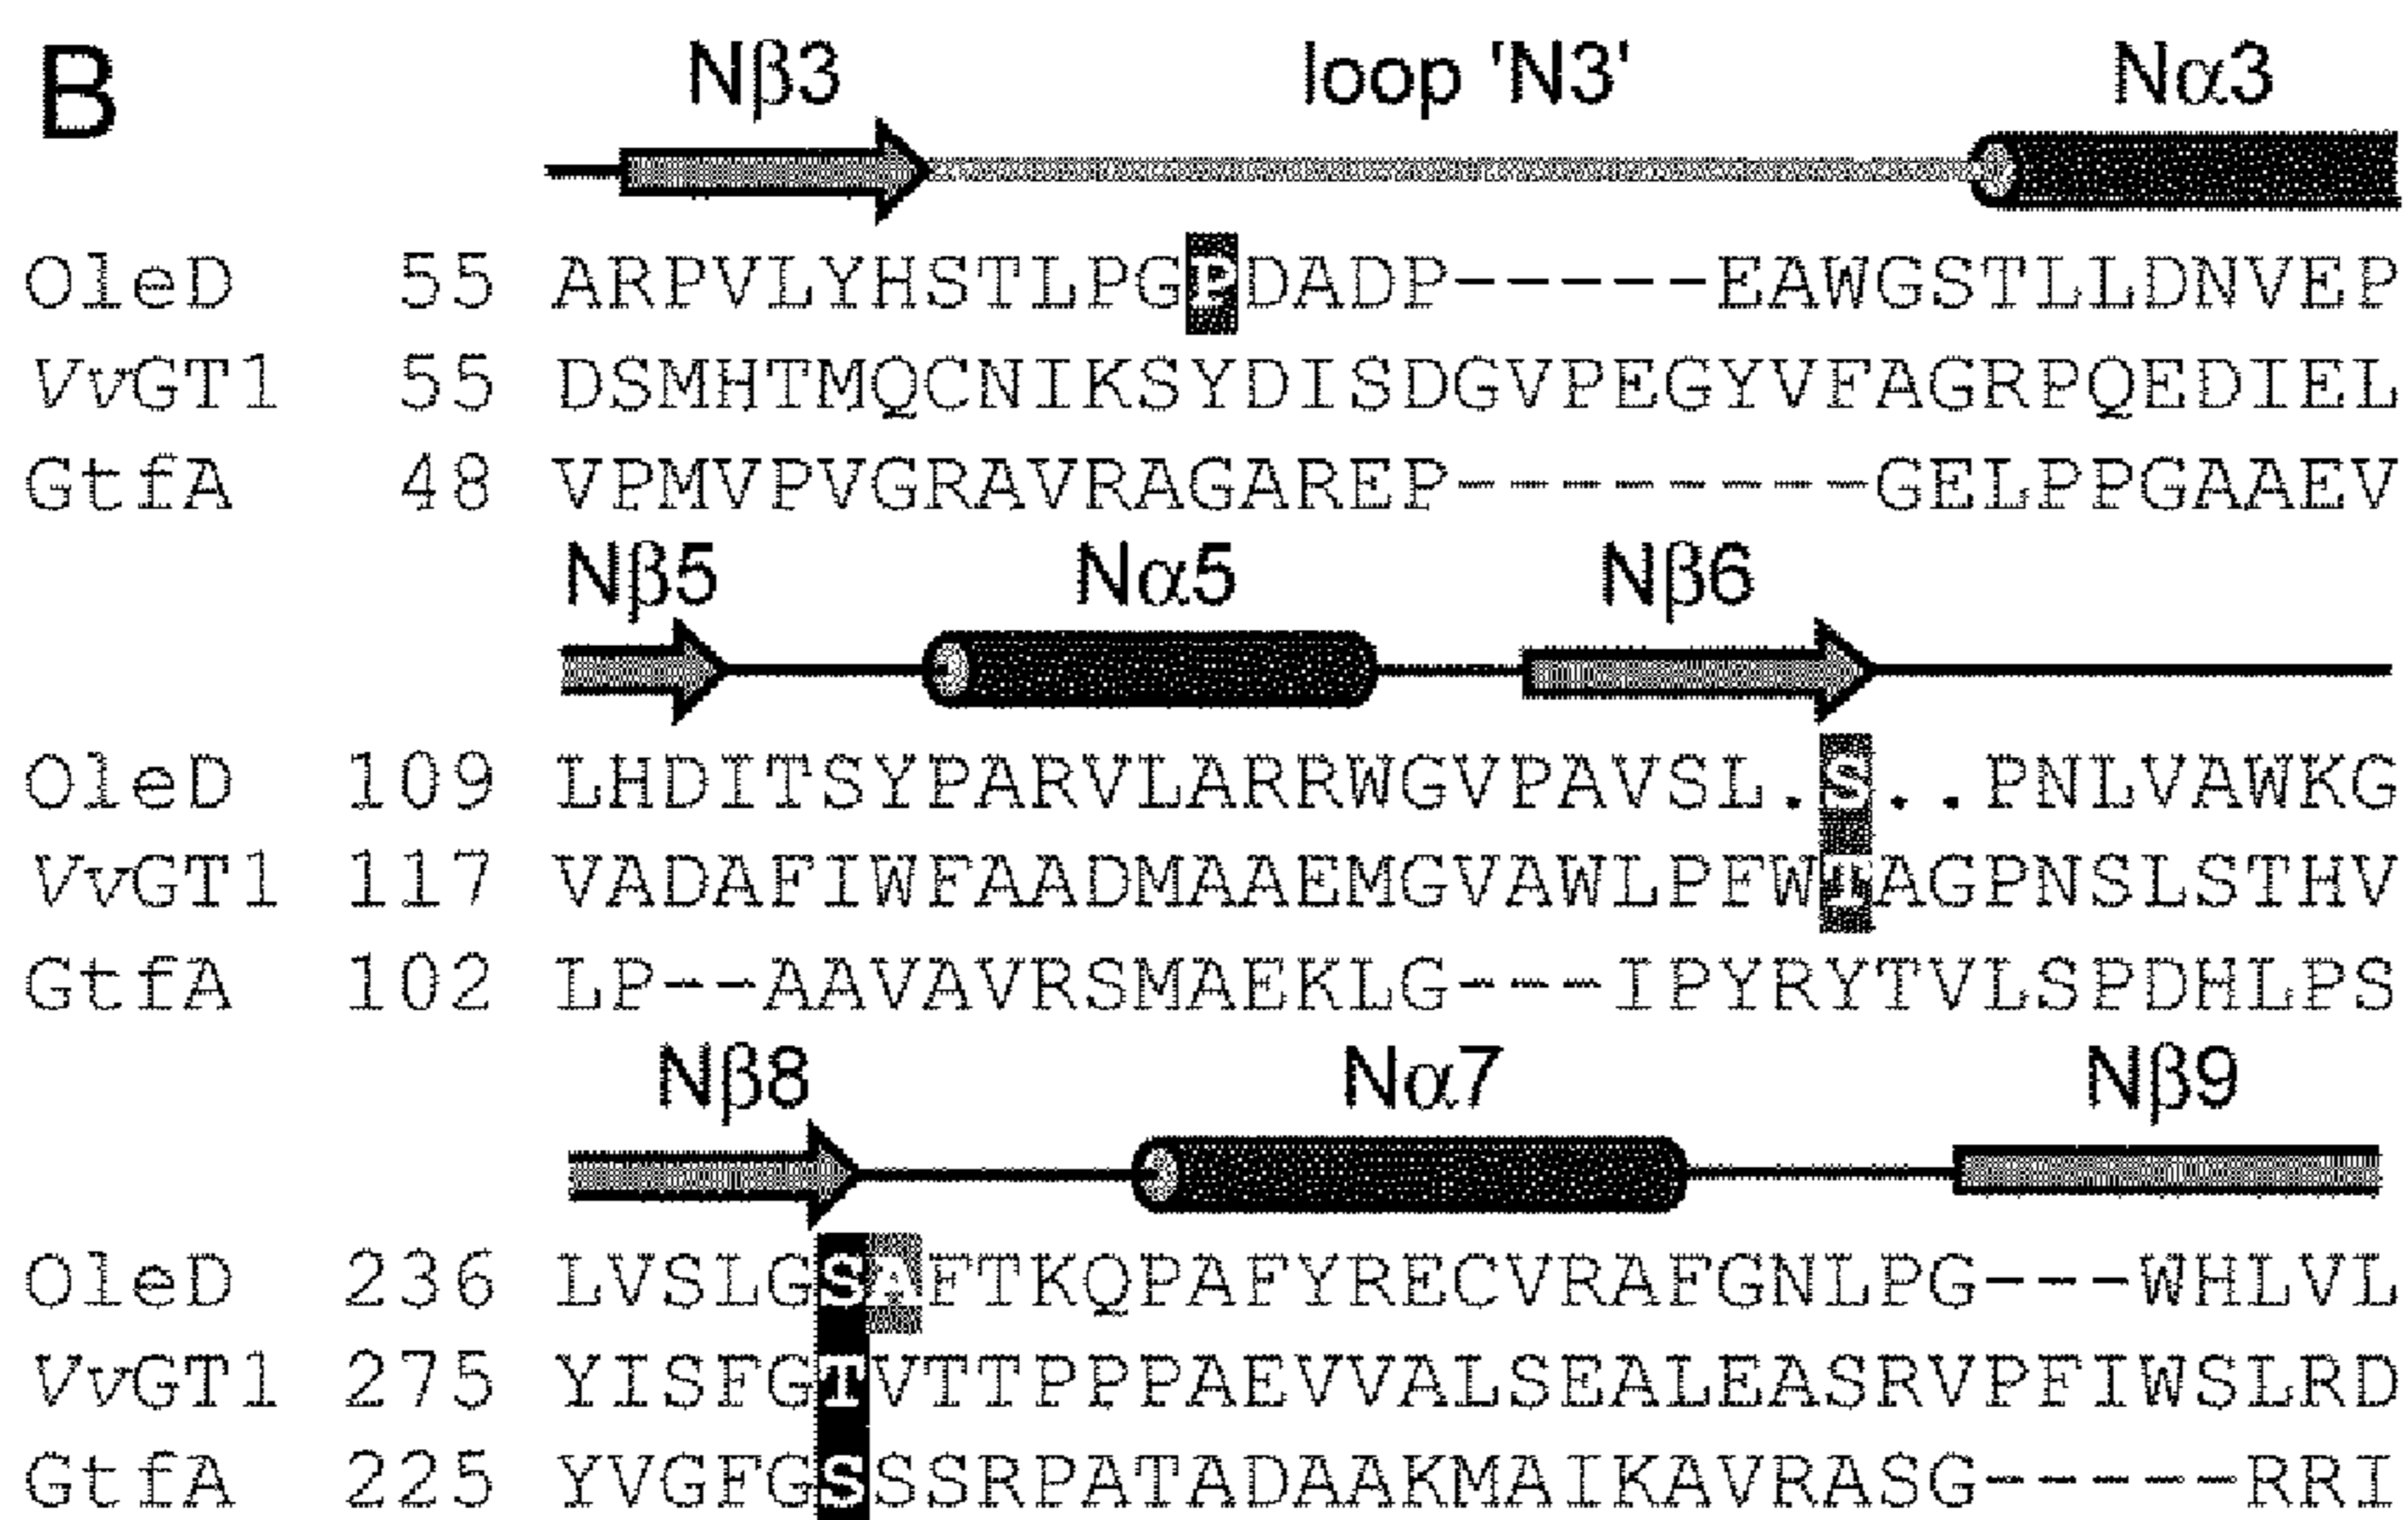 B
Nβ3 loop 'N3' Nα3
OleD 55 ARPVLYHSTLPGPDADP-----EAWGSTLLDNVEP
VvGT1 55 DSMHTMQCNIKSYDISDGVPEGYVFAGRPQEDIEL
GtfA 48 VPMVPVGRAVRAGAREP--------GELPPGAAEV
Nβ5 Nα5 Nβ6
OleD 109 LHDITSYPARVLARRWGVPAVSL.S..PNLVAWKG
VvGT1 117 VADAFIWFAADMAAEMGVAWLPFWTAGPNSLSTHV
GtfA 102 LP--AAVAVRSMAEKLG---IPYRYTVLSPDHLPS
Nβ8 Nα7 Nβ9
OleD 236 LVSLGSAFTKQPAFYRECVRAFGNLPG---WHLVL
VvGT1 275 YISFGTVTTPPPAEVVALSEALEASRVPFIWSLRD
GtfA 225 YVGFGSSSRPATADAAKMAIKAVRASG-----RRI